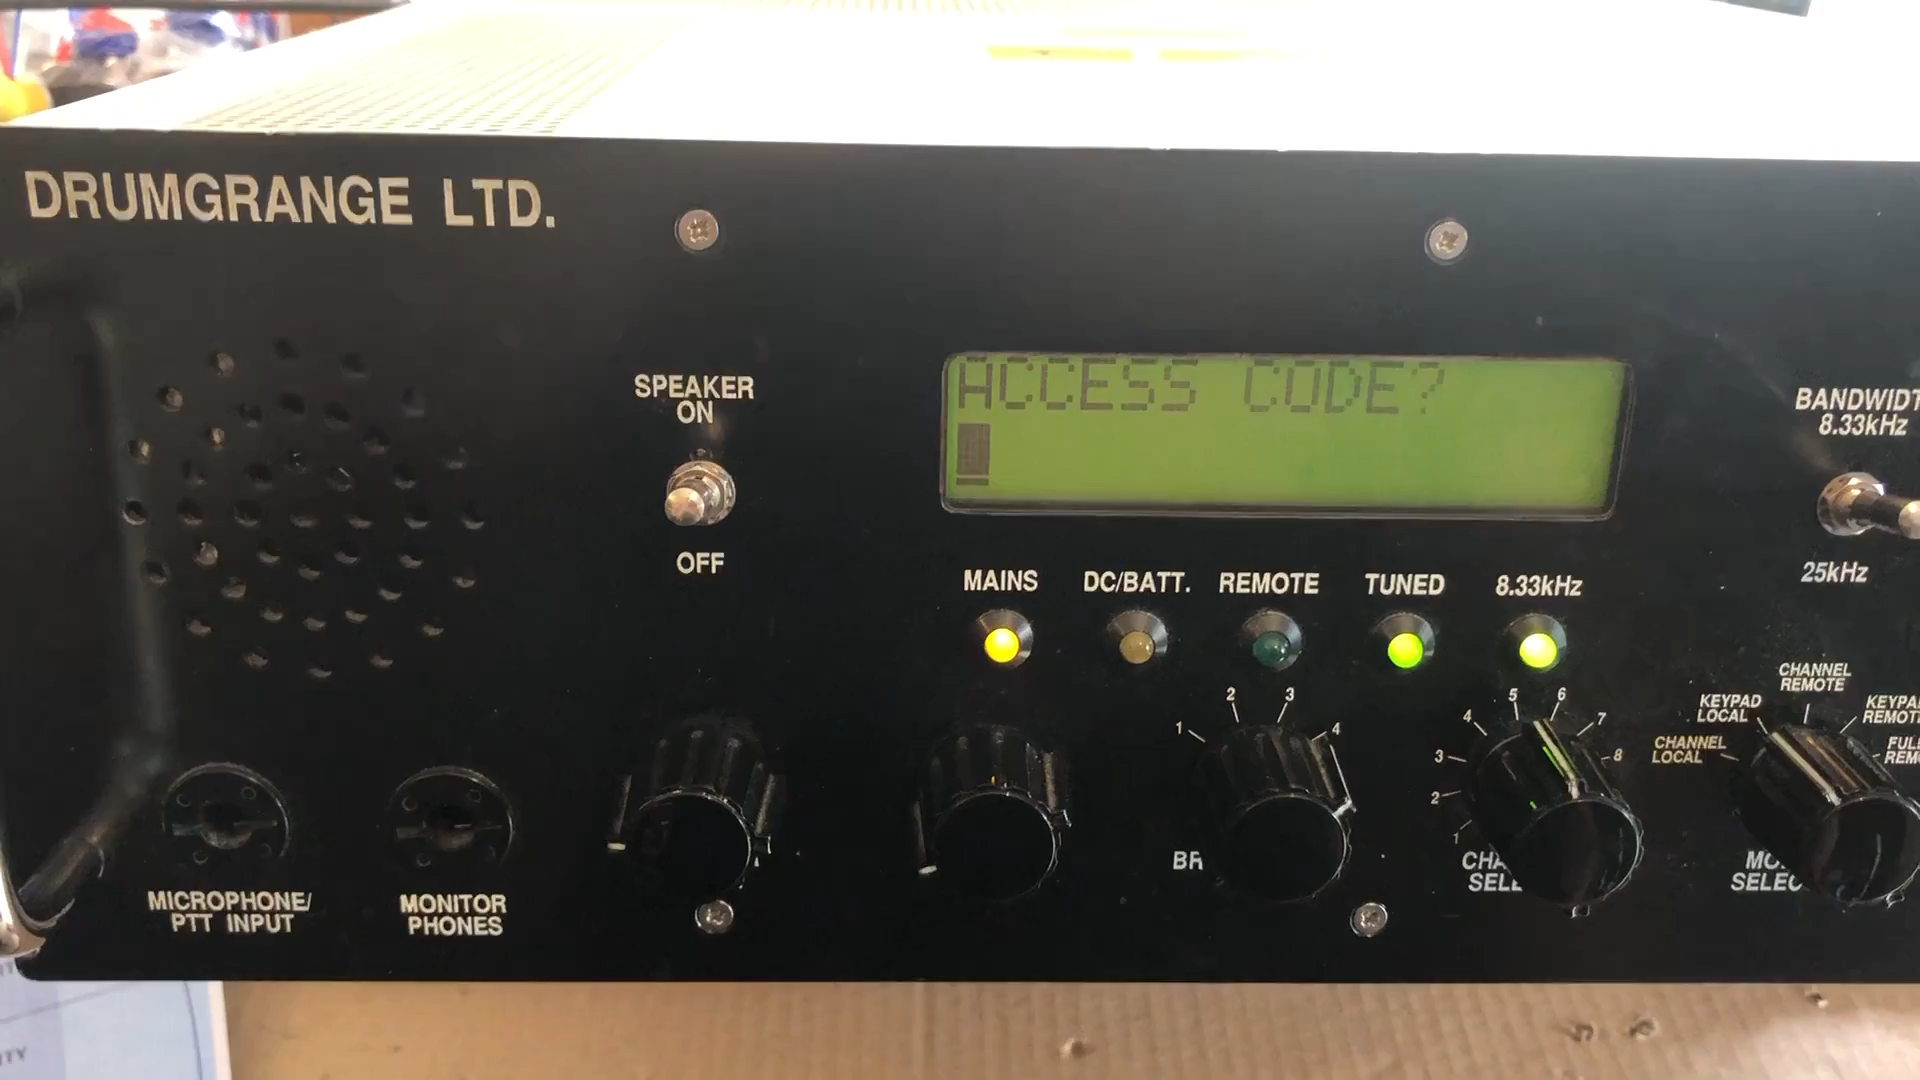 DRUMGRANGE LTD.
ACCESS CODE?
SPEAKER
ON
OFF
BANDWIDT
8.33kHz
25kHz
MAINS
DC/BATT.
REMOTE
TUNED
8.33kHz
1
2
3
4
1
2
3
4
5
6
7
8
CHANNEL
LOCAL
KEYPAD
LOCAL
CHANNEL
REMOTE
KEYPA
REMOT
FUL
REM
MICROPHONE/
PTT INPUT
MONITOR
PHONES
BR
CHA
SELE
MO
SELEC